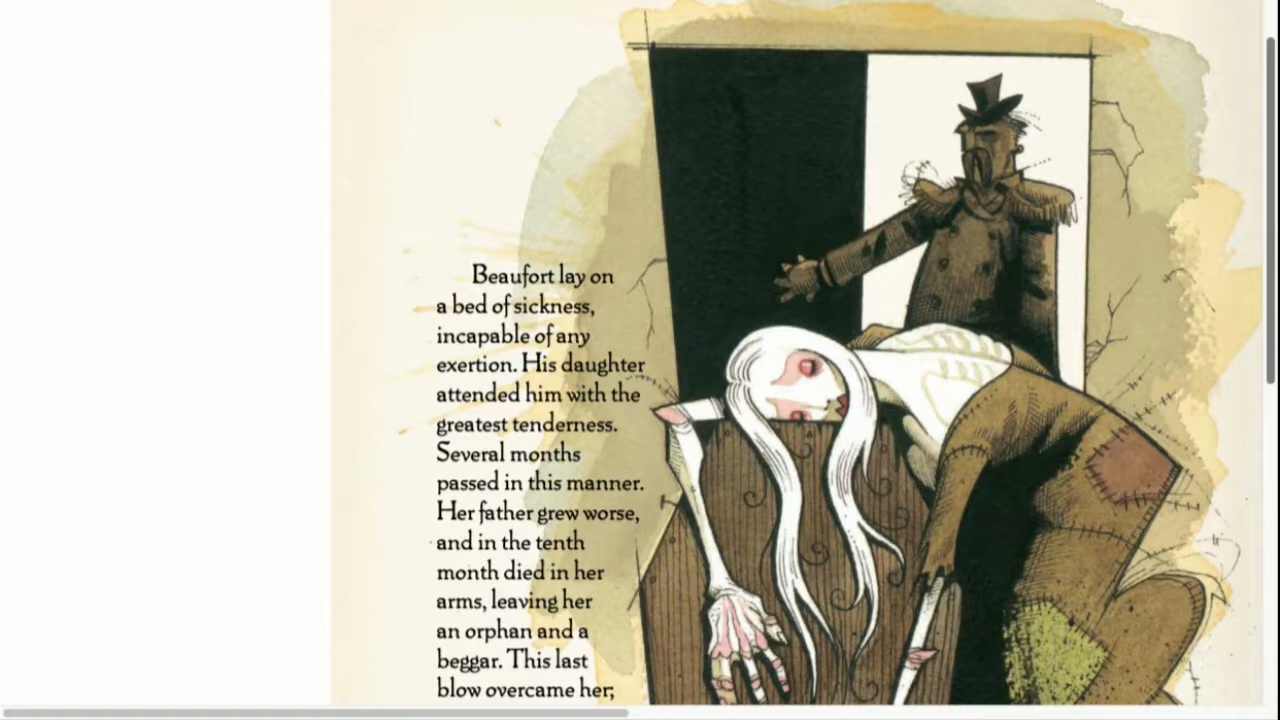 Beaufort lay on
a bed of sickness,
incapable of any
exertion. His daughter
attended him with the
greatest tenderness.
Several months
passed in this manner.
Her father grew worse,
and in the tenth
month died in her
arms, leaving her
an orphan and a
beggar. This last
blow overcame her;